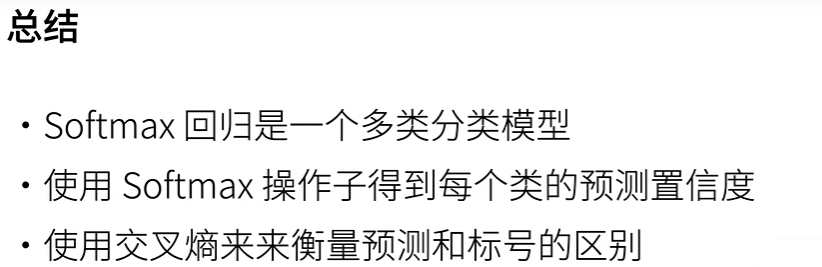 总结
• Softmax 回归是一个多类分类模型
• 使用 Softmax 操作子得到每个类的预测置信度
• 使用交叉熵来来衡量预测和标号的区别